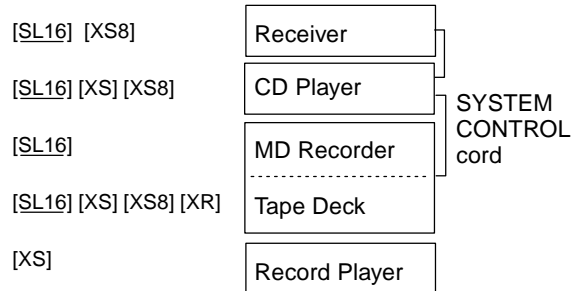 [SL16] [XS8] Receiver
[SL16] [XS] [XS8] CD Player
SYSTEM
CONTROL
cord
[SL16] MD Recorder
[SL16] [XS] [XS8] [XR] Tape Deck
[XS] Record Player